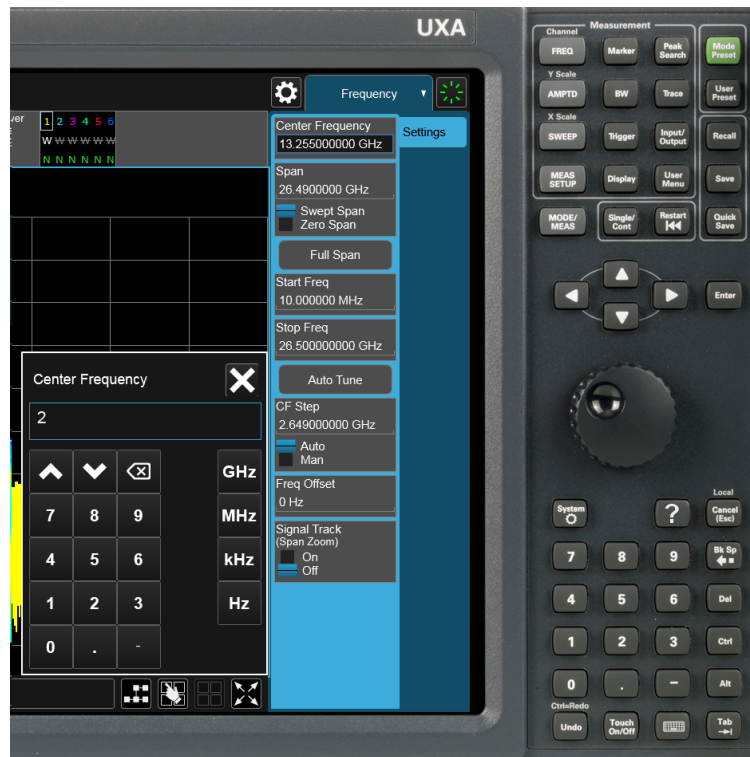 UXA
Frequency
ver
1 2 3 4 5 6
W W W W W W
N N N N N N
Center Frequency
13.255000000 GHz
Settings
Span
26.4900000 GHz
Swept Span
Zero Span
Full Span
Start Freq
10.000000 MHz
Stop Freq
26.500000000 GHz
Auto Tune
CF Step
2.649000000 GHz
Auto
Man
Freq Offset
0 Hz
Signal Track
(Span Zoom)
On
Off
Center Frequency
2
GHz
7 8 9 MHz
4 5 6 kHz
1 2 3 Hz
0 . -
Measurement
Channel
FREQ Marker Peak Search Mode Preset
Y Scale
AMPTD BW Trace User Preset
X Scale
SWEEP Trigger Input/ Output Recall
MEAS SETUP Display User Menu Save
MODE/ MEAS Single/ Cont Restart Quick Save
Enter
Local
System ? Cancel (Esc)
7 8 9 Bk Sp
4 5 6 Del
1 2 3 Ctrl
0 . - Alt
Ctrl=Redo
Undo Touch On/Off Tab